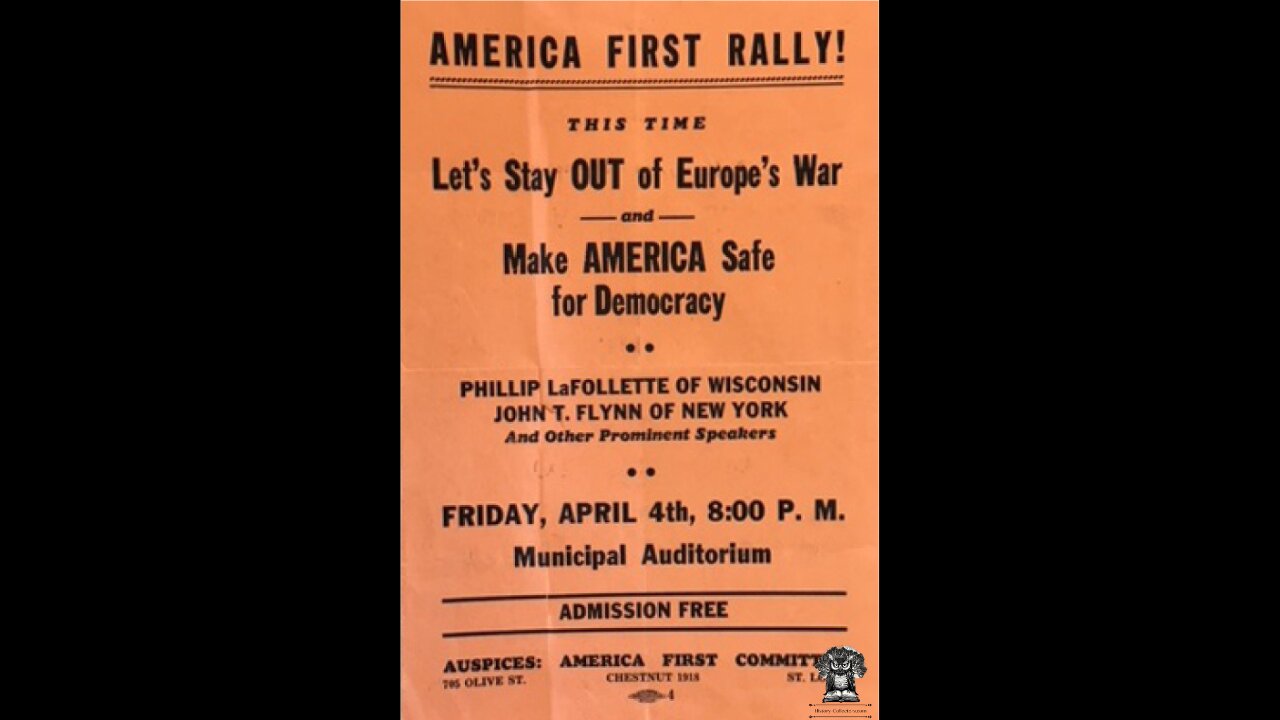 AMERICA FIRST RALLY!
THIS TIME
Let's Stay OUT of Europe's War
and
Make AMERICA Safe
for Democracy
PHILLIP LaFOLLETTE OF WISCONSIN
JOHN T. FLYNN OF NEW YORK
And Other Prominent Speakers
FRIDAY, APRIL 4th, 8:00 P. M.
Municipal Auditorium
ADMISSION FREE
AUSPICES: AMERICA FIRST
705 OLIVE ST. CHESTNUT 1918 ST.
4